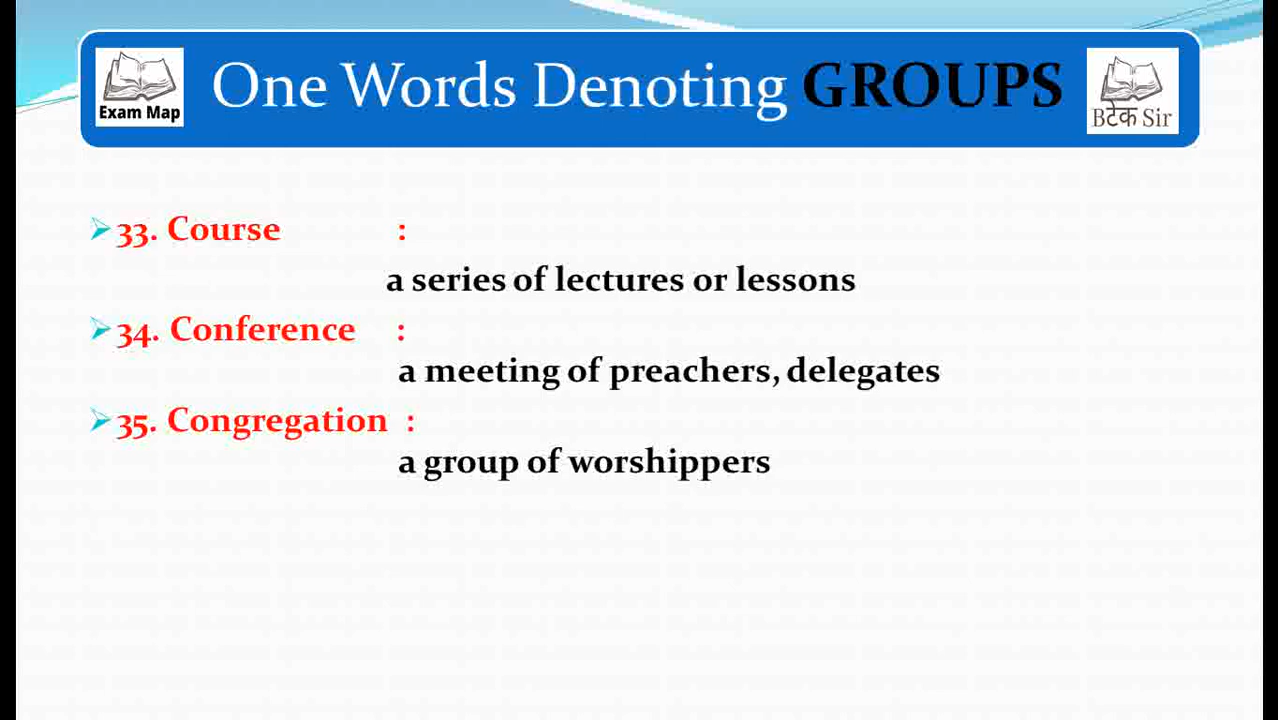 Exam Map
One Words Denoting GROUPS
Bटेक Sir
33. Course :
a series of lectures or lessons
34. Conference :
a meeting of preachers, delegates
35. Congregation :
a group of worshippers